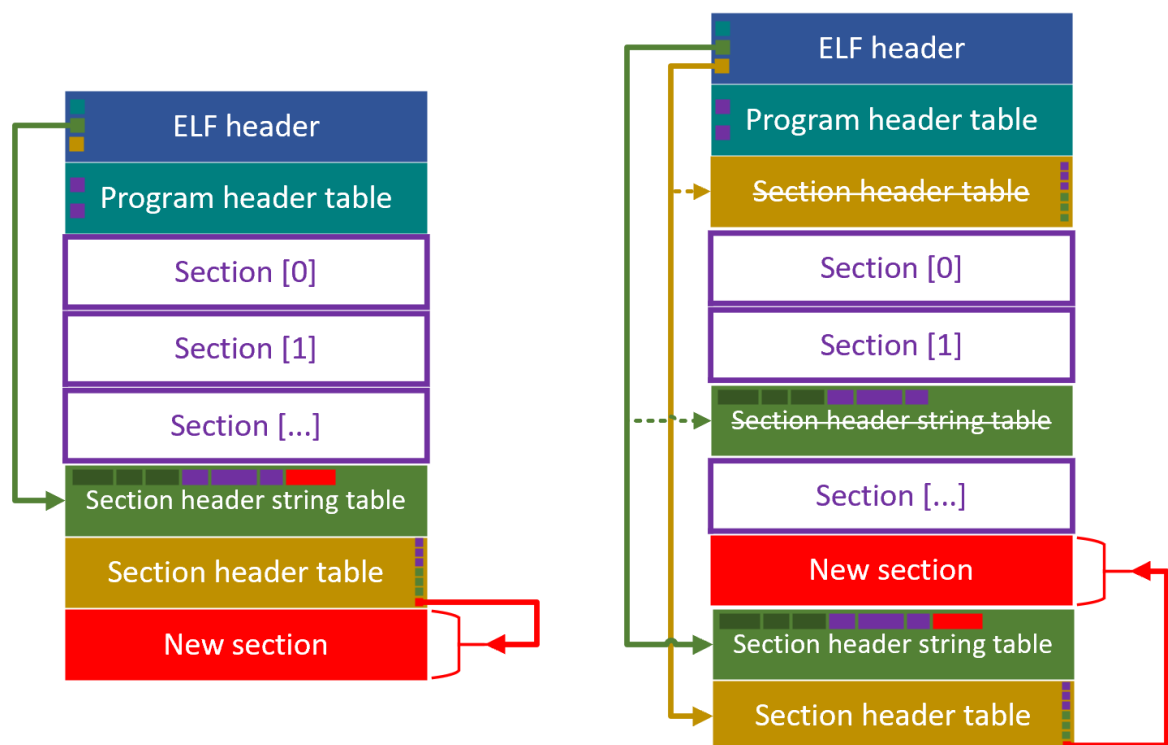 ELF header
Program header table
Section [0]
Section [1]
Section [...]
Section header string table
Section header table
New section
ELF header
Program header table
Section header table
Section [0]
Section [1]
Section header string table
Section [...]
New section
Section header string table
Section header table